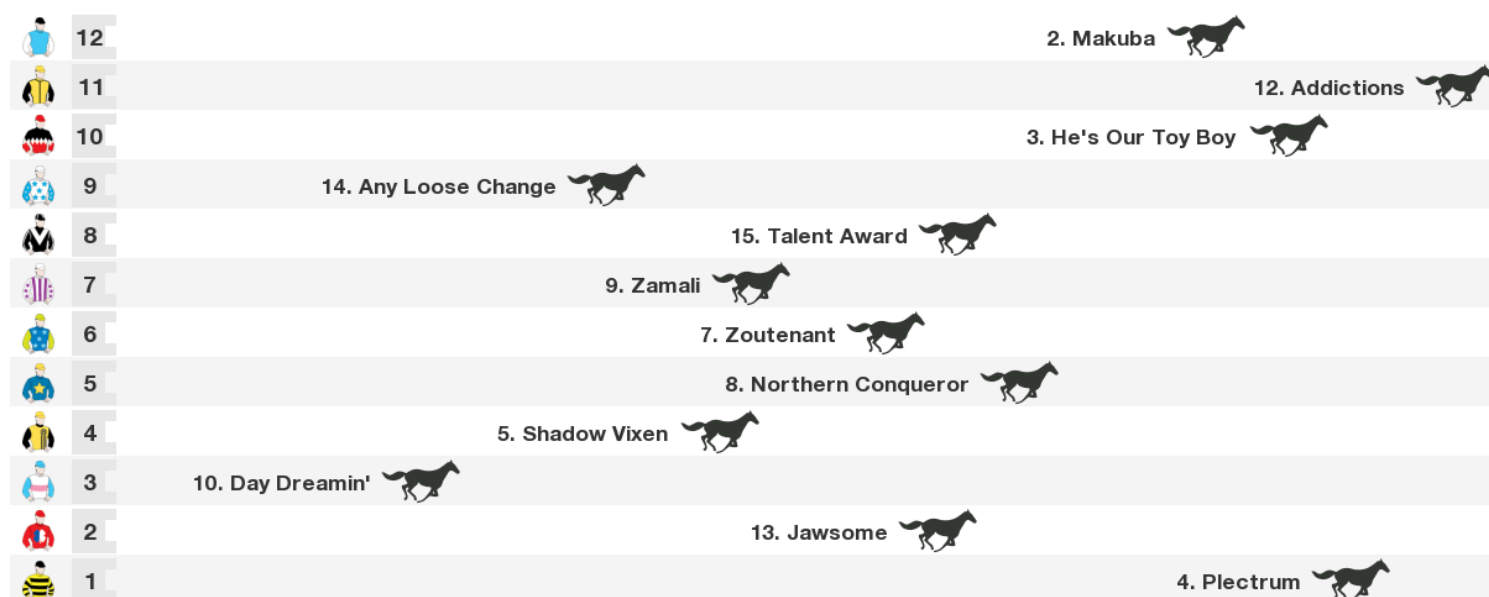 12 2. Makuba
11 12. Addictions
10 3. He's Our Toy Boy
9 14. Any Loose Change
8 15. Talent Award
7 9. Zamali
6 7. Zoutenant
5 8. Northern Conqueror
4 5. Shadow Vixen
3 10. Day Dreamin'
2 13. Jawsome
1 4. Plectrum